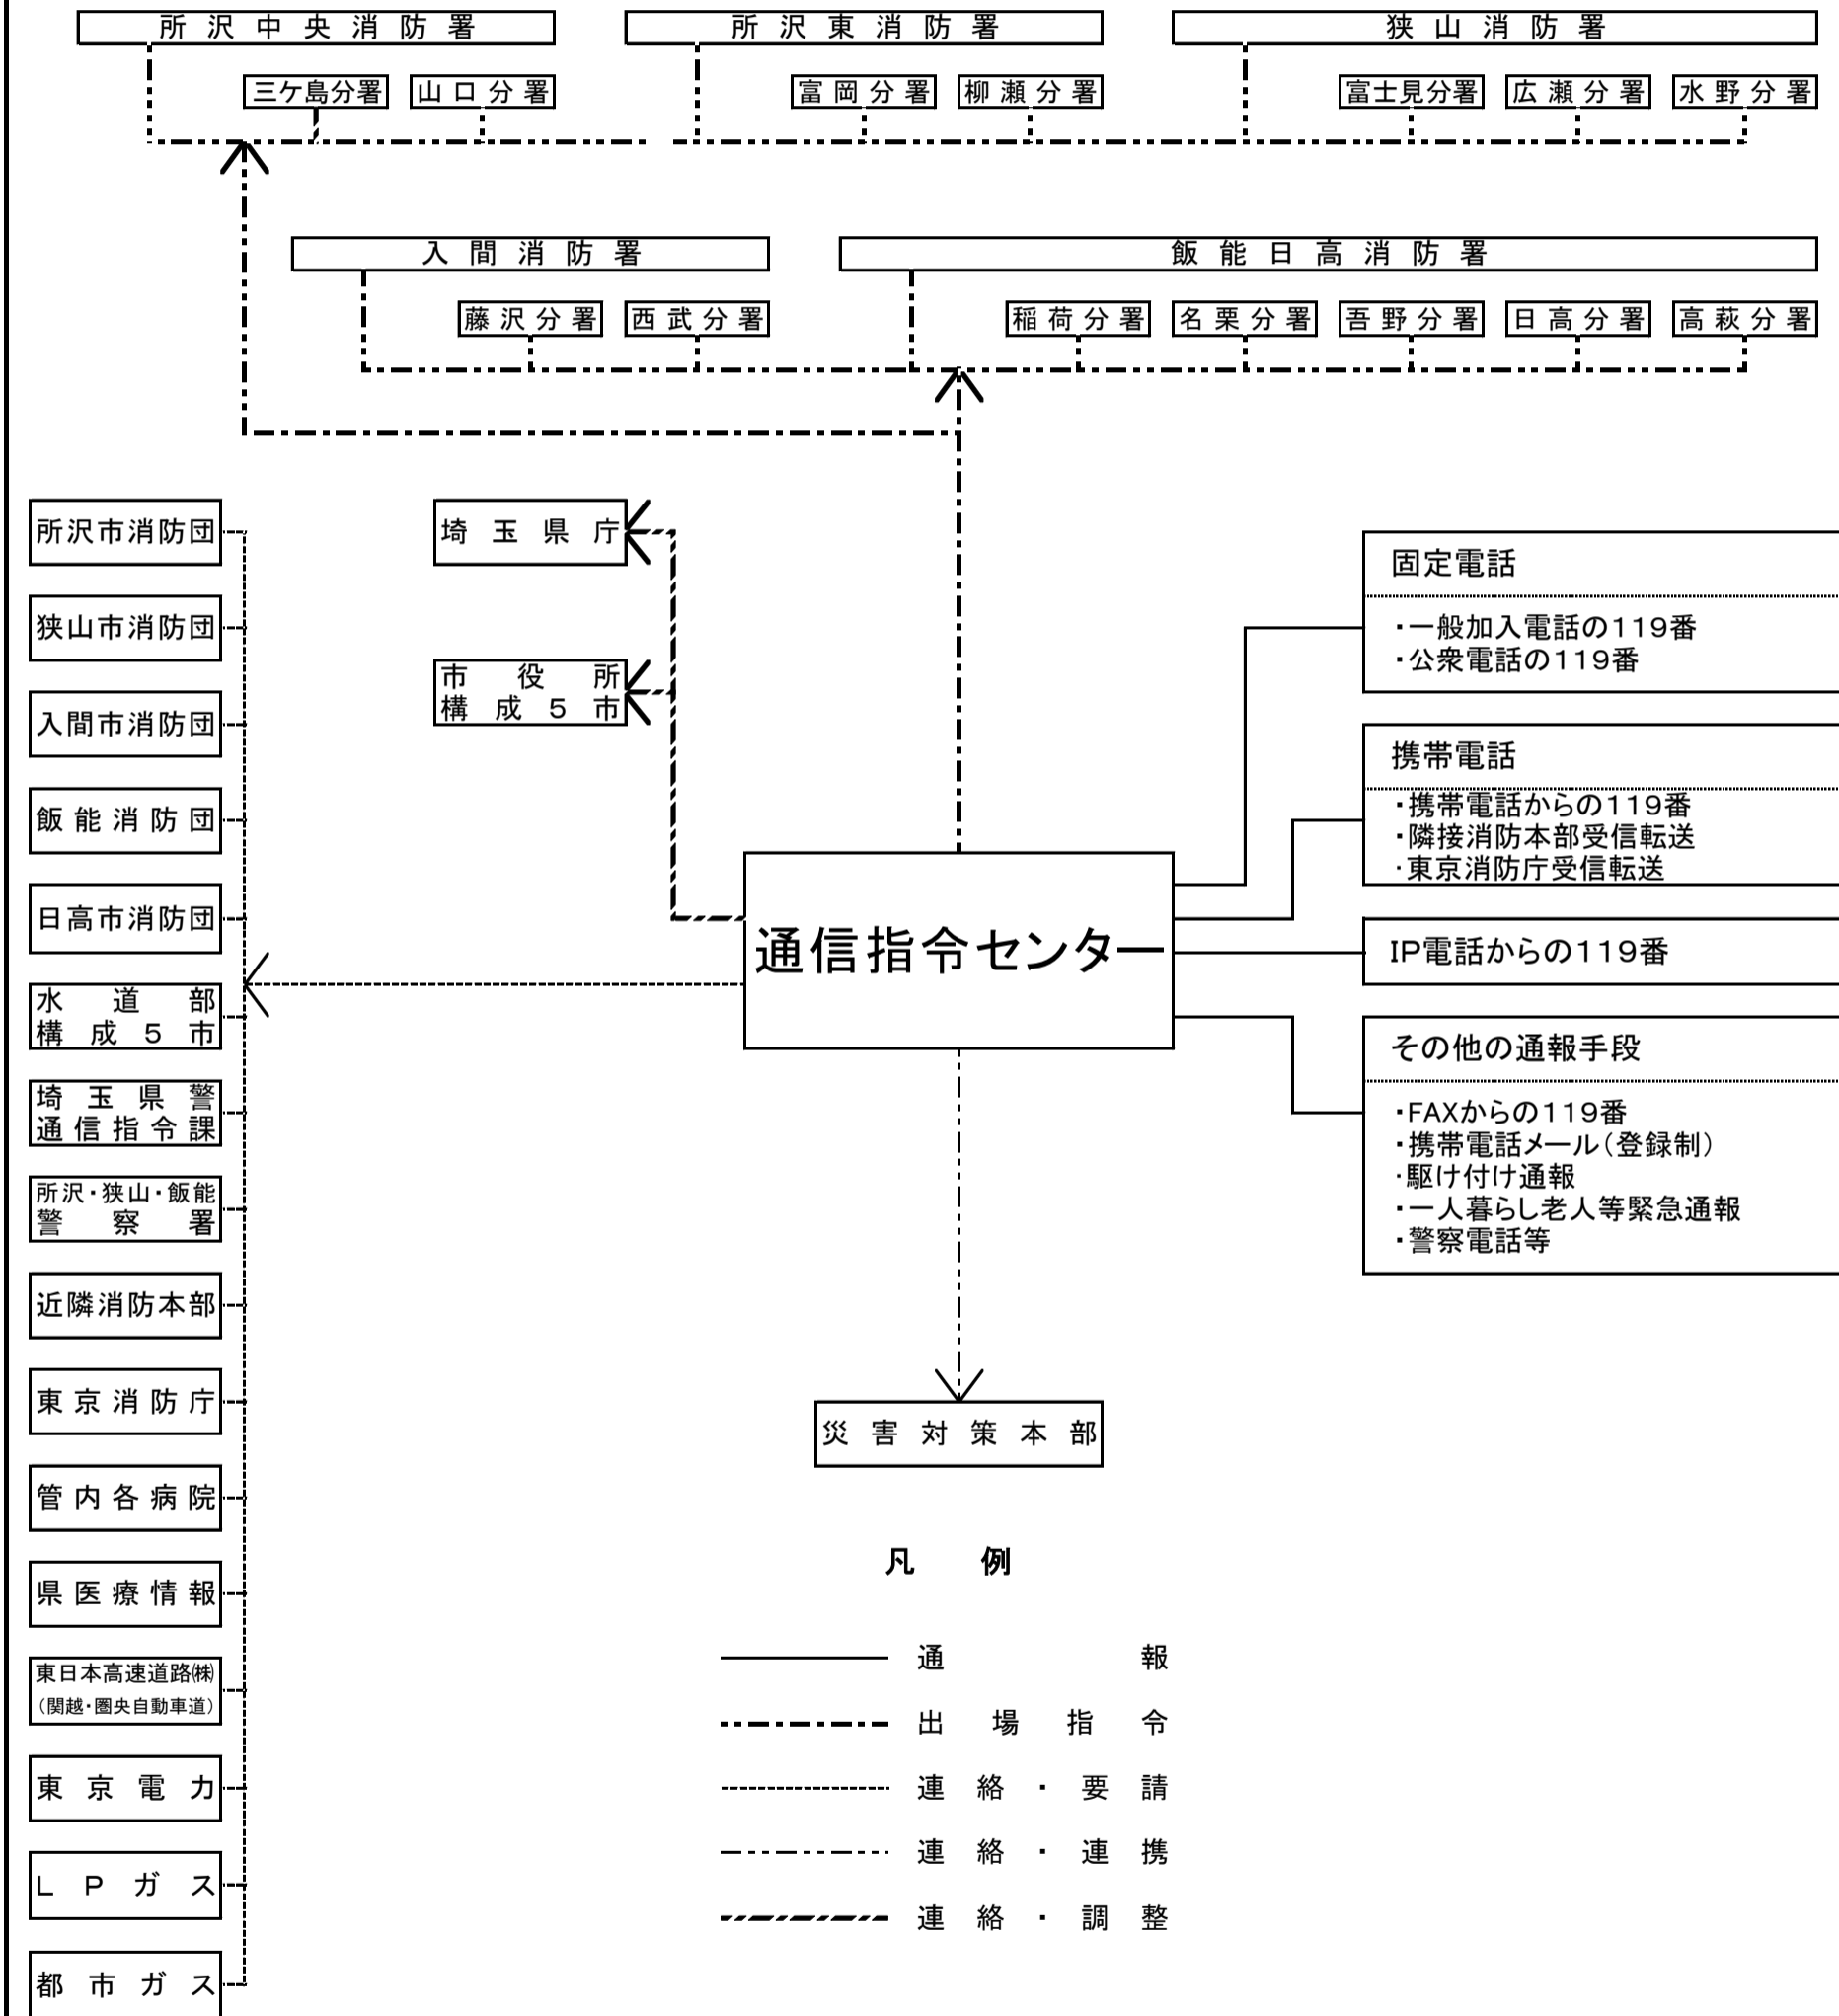 所沢中央消防署
所沢東消防署
狭山消防署
三ケ島分署
山口分署
富岡分署
柳瀬分署
富士見分署
広瀬分署
水野分署
入間消防署
飯能日高消防署
藤沢分署
西武分署
稲荷分署
名栗分署
吾野分署
日高分署
高萩分署
所沢市消防団
狭山市消防団
入間市消防団
飯能消防団
日高市消防団
水道部
構成5市
埼玉県警
通信指令課
所沢・狭山・飯能
警察署
近隣消防本部
東京消防庁
管内各病院
県医療情報
東日本高速道路㈱
（関越・圏央自動車道）
東京電力
LPガス
都市ガス
埼玉県庁
市役所
構成5市
通信指令センター
固定電話
・一般加入電話の119番
・公衆電話の119番
携帯電話
・携帯電話からの119番
・隣接消防本部受信転送
・東京消防庁受信転送
IP電話からの119番
その他の通報手段
・FAXからの119番
・携帯電話メール（登録制）
・駆け付け通報
・一人暮らし老人等緊急通報
・警察電話等
災害対策本部
凡例
通報
出場指令
連絡・要請
連絡・連携
連絡・調整